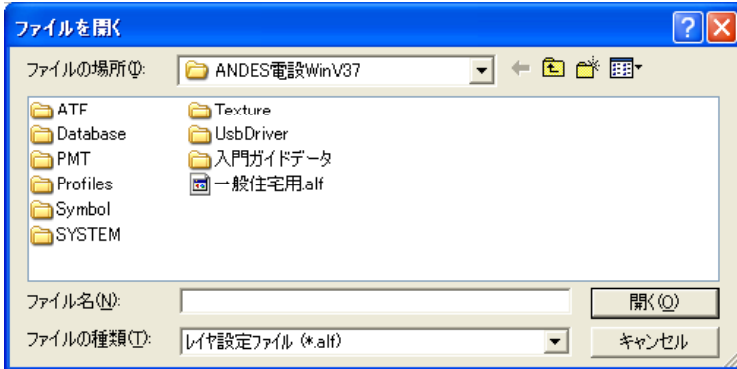 ファイルを開く
ファイルの場所(I):
ANDES電設WinV37
ATF
Database
PMT
Profiles
Symbol
SYSTEM
Texture
UsbDriver
入門ガイドデータ
一般住宅用.alf
ファイル名(N):
開く(O)
ファイルの種類(T):
レイヤ設定ファイル (*.alf)
キャンセル